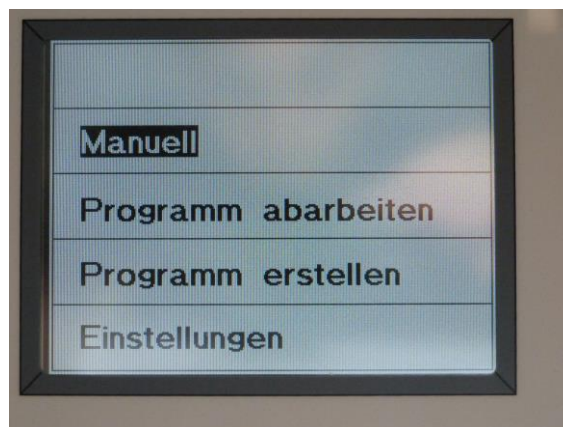 Manuell
Programm abarbeiten
Programm erstellen
Einstellungen